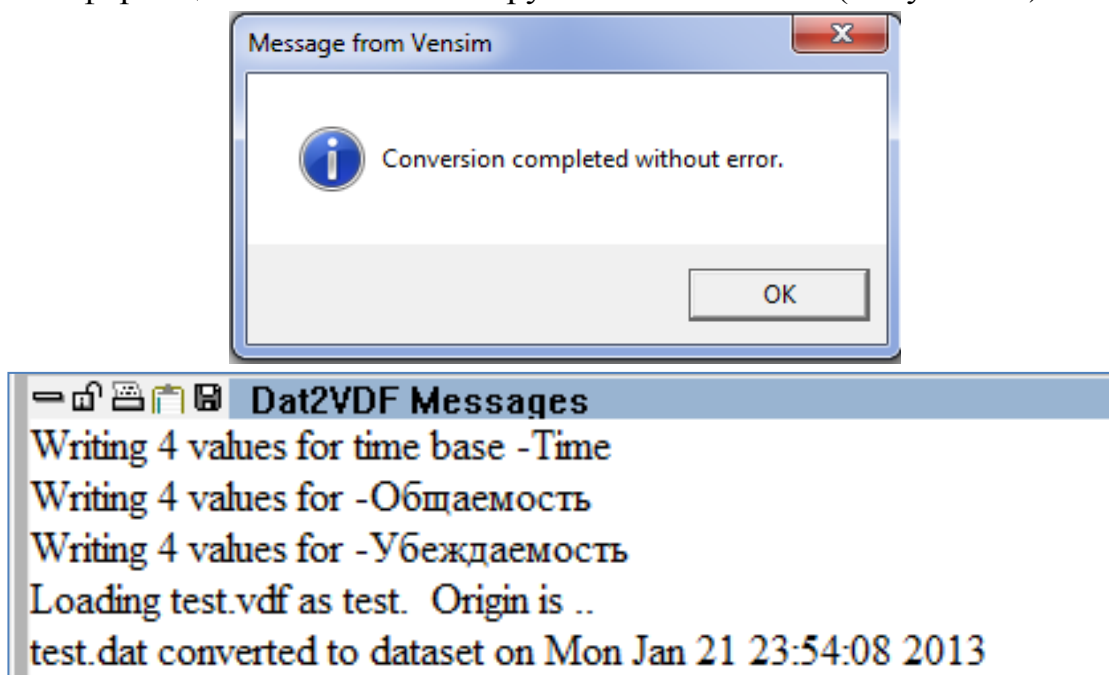 Message from Vensim
Conversion completed without error.
OK
Dat2VDF Messages
Writing 4 values for time base -Time
Writing 4 values for -Общаемость
Writing 4 values for -Убеждаемость
Loading test.vdf as test. Origin is ..
test.dat converted to dataset on Mon Jan 21 23:54:08 2013